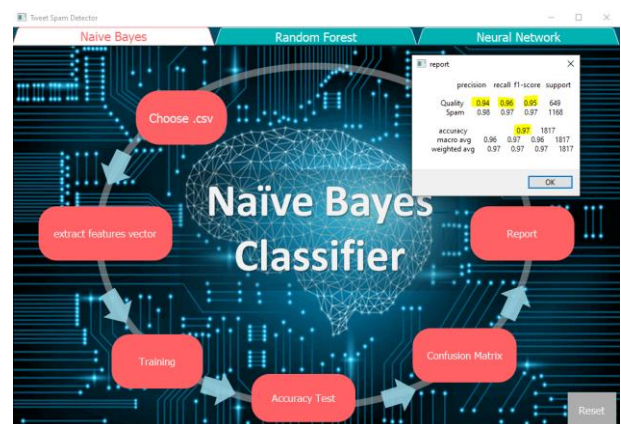 Tweet Spam Detector
Naïve Bayes
Random Forest
Neural Network
report
precision recall f1-score support
Quality 0.94 0.96 0.95 649
Spam 0.98 0.97 0.97 1168
accuracy 0.97 1817
macro avg 0.96 0.97 0.96 1817
weighted avg 0.97 0.97 0.97 1817
OK
Choose .csv
Naïve Bayes
Classifier
extract features vector
Report
Training
Confusion Matrix
Accuracy Test
Reset